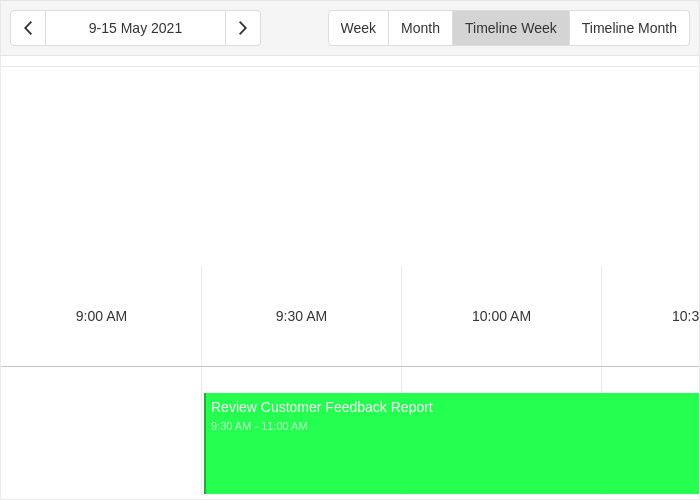 9-15 May 2021
Week Month Timeline Week Timeline Month
9:00 AM 9:30 AM 10:00 AM 10:3
Review Customer Feedback Report
9:30 AM - 11:00 AM